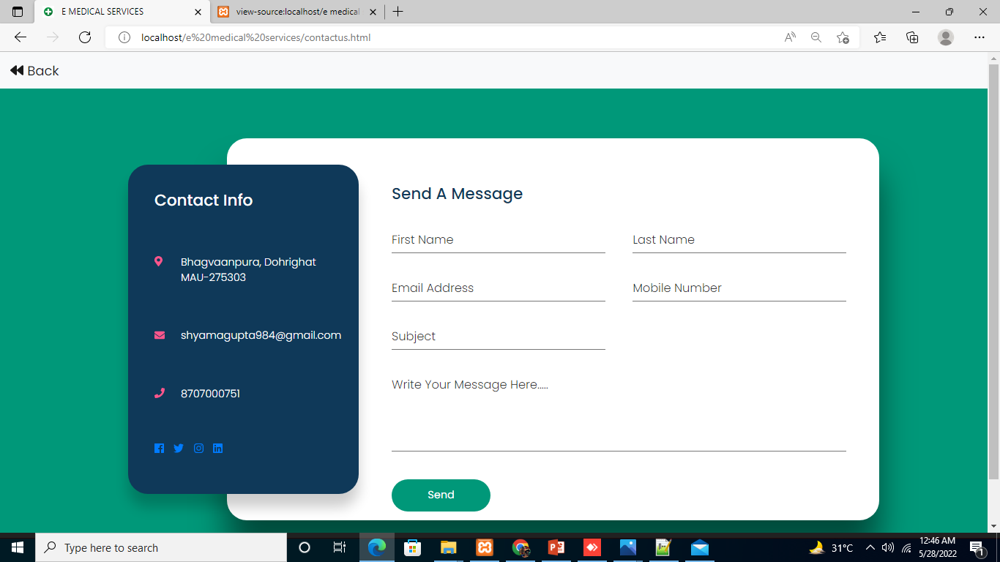 E MEDICAL SERVICES
view-source:localhost/e medical
localhost/e%20medical%20services/contactus.html
Back
Contact Info
Bhagvaanpura, Dohrighat
MAU-275303
shyamagupta984@gmail.com
8707000751
Send A Message
First Name
Last Name
Email Address
Mobile Number
Subject
Write Your Message Here.....
Send
Type here to search
31°C
12:46 AM
5/28/2022
1